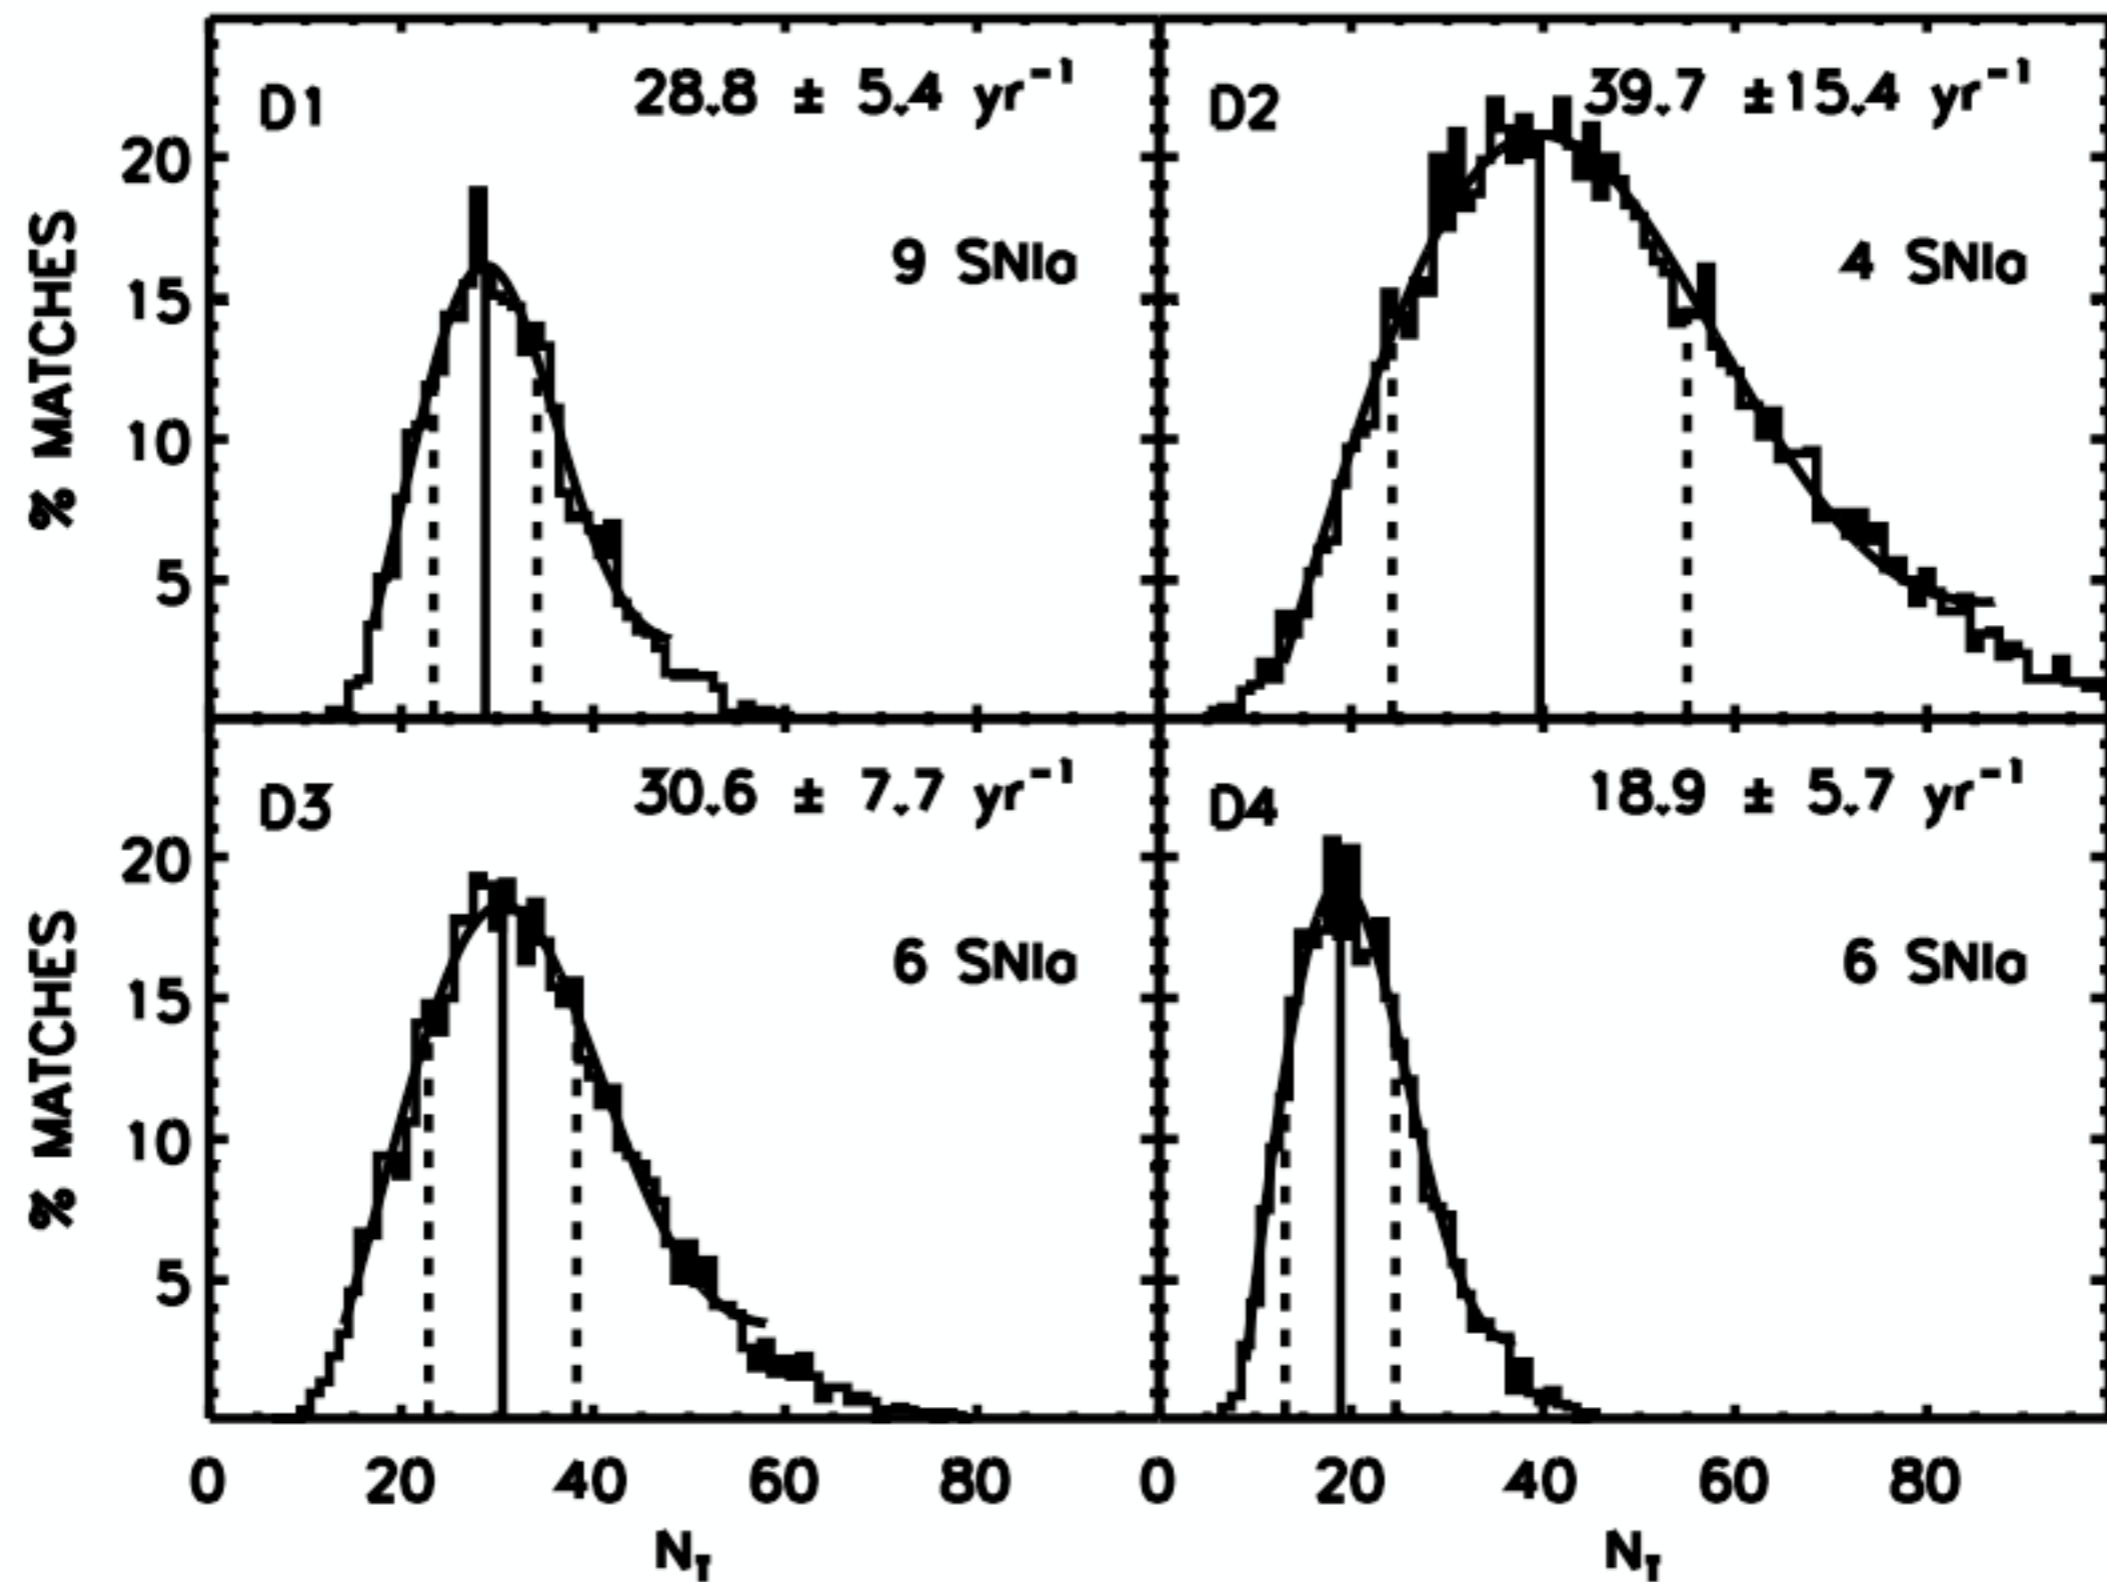 D1 28.8 ± 5.4 yr⁻¹
9 SNIa
D2 39.7 ±15.4 yr⁻¹
4 SNIa
% MATCHES
20
15
10
5
D3 30.6 ± 7.7 yr⁻¹
6 SNIa
D4 18.9 ± 5.7 yr⁻¹
6 SNIa
% MATCHES
20
15
10
5
0 20 40 60 80 0 20 40 60 80
N_T N_T